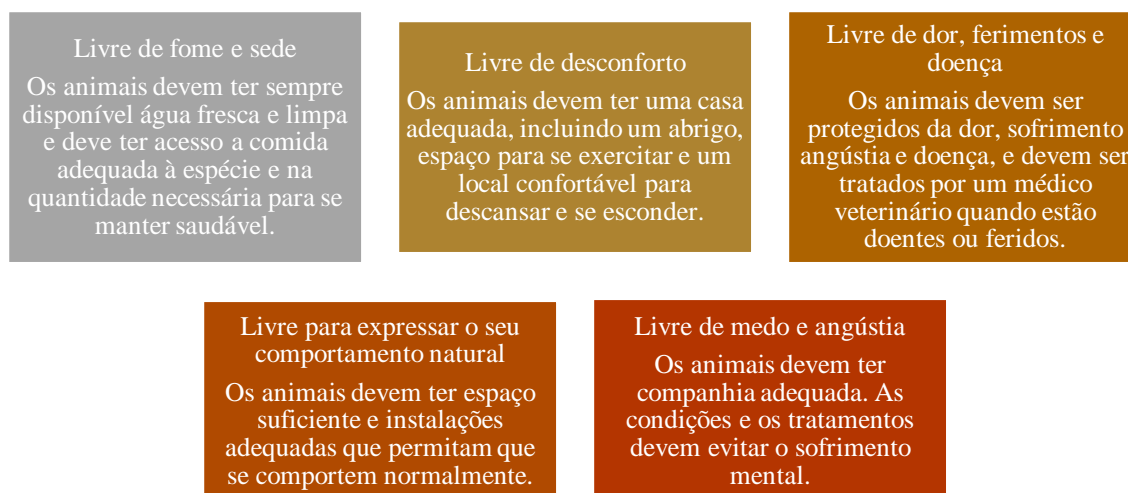 Livre de fome e sede
Os animais devem ter sempre
disponível água fresca e limpa
e deve ter acesso a comida
adequada à espécie e na
quantidade necessária para se
manter saudável.
Livre de desconforto
Os animais devem ter uma casa
adequada, incluindo um abrigo,
espaço para se exercitar e um
local confortável para
descansar e se esconder.
Livre de dor, ferimentos e
doença
Os animais devem ser
protegidos da dor, sofrimento
angústia e doença, e devem ser
tratados por um médico
veterinário quando estão
doentes ou feridos.
Livre para expressar o seu
comportamento natural
Os animais devem ter espaço
suficiente e instalações
adequadas que permitam que
se comportem normalmente.
Livre de medo e angústia
Os animais devem ter
companhia adequada. As
condições e os tratamentos
devem evitar o sofrimento
mental.